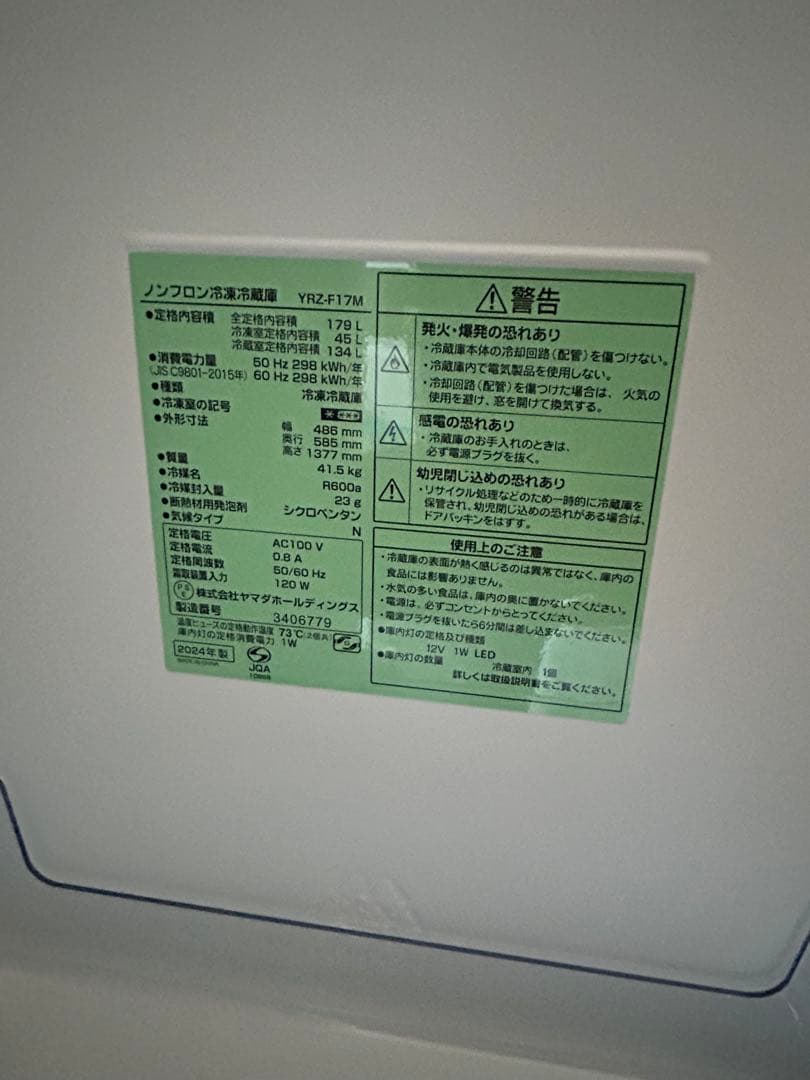 ノンフロン冷凍冷蔵庫 YRZ-F17M
●定格内容積 全定格内容積 179 L
冷凍室定格内容積 45 L
冷蔵室定格内容積 134 L
●消費電力量 50 Hz 298 kWh/年
(JIS C9801-2015年) 60 Hz 298 kWh/年
●種類 冷凍冷蔵庫
●冷凍室の記号
●外形寸法 幅 486 mm
奥行 585 mm
高さ 1377 mm
●質量 41.5 kg
●冷媒名 R600a
●冷媒封入量 23 g
●断熱材用発泡剤 シクロペンタン
●気候タイプ N
定格電圧 AC100 V
定格電流 0.8 A
定格周波数 50/60 Hz
霜取装置入力 120 W
PSE 株式会社ヤマダホールディングス
製造番号 3406779
温度ヒューズの定格動作温度 73℃(2個共)
庫内灯の定格消費電力 1W
2024年製
MADE IN CHINA
JQA
⚠警告
発火・爆発の恐れあり
・冷蔵庫本体の冷却回路(配管)を傷つけない。
・冷蔵庫内で電気製品を使用しない。
・冷却回路(配管)を傷つけた場合は、火気の
使用を避け、窓を開けて換気する。
感電の恐れあり
・冷蔵庫のお手入れのときは、
必ず電源プラグを抜く。
幼児閉じ込めの恐れあり
・リサイクル処理などのため一時的に冷蔵庫を
保管され、幼児閉じ込めの恐れがある場合は、
ドアパッキンをはずす。
使用上のご注意
・冷蔵庫の表面が熱く感じるのは異常ではなく、庫内の
食品には影響ありません。
・水気の多い食品は、庫内の奥に置かないでください。
・電源は、必ずコンセントからとってください。
・電源プラグを抜いたら6分間は差し込まないでください。
●庫内灯の定格及び種類
12V 1W LED
●庫内灯の数量 冷蔵室内 1個
詳しくは取扱説明書をご覧ください。